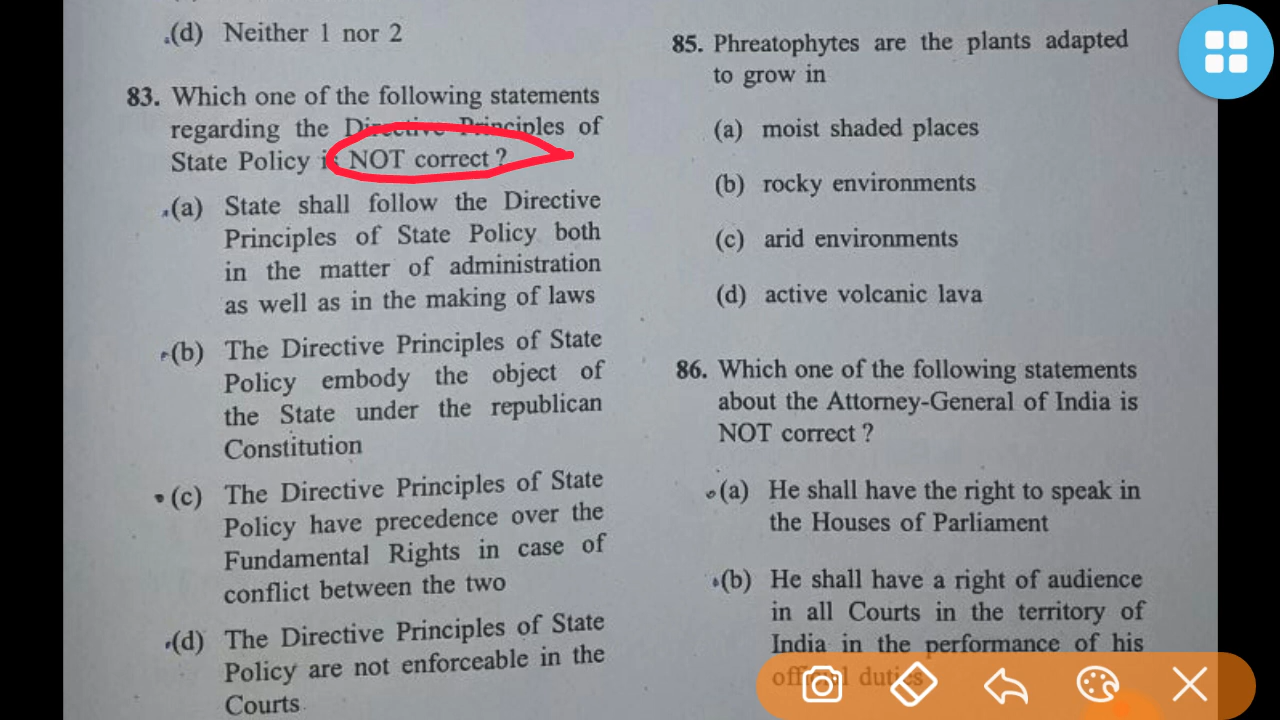 (d) Neither 1 nor 2
83. Which one of the following statements
regarding the Directive Principles of
State Policy is NOT correct ?
(a) State shall follow the Directive
Principles of State Policy both
in the matter of administration
as well as in the making of laws
(b) The Directive Principles of State
Policy embody the object of
the State under the republican
Constitution
(c) The Directive Principles of State
Policy have precedence over the
Fundamental Rights in case of
conflict between the two
(d) The Directive Principles of State
Policy are not enforceable in the
Courts
85. Phreatophytes are the plants adapted
to grow in
(a) moist shaded places
(b) rocky environments
(c) arid environments
(d) active volcanic lava
86. Which one of the following statements
about the Attorney-General of India is
NOT correct ?
(a) He shall have the right to speak in
the Houses of Parliament
(b) He shall have a right of audience
in all Courts in the territory of
India in the performance of his
official duties